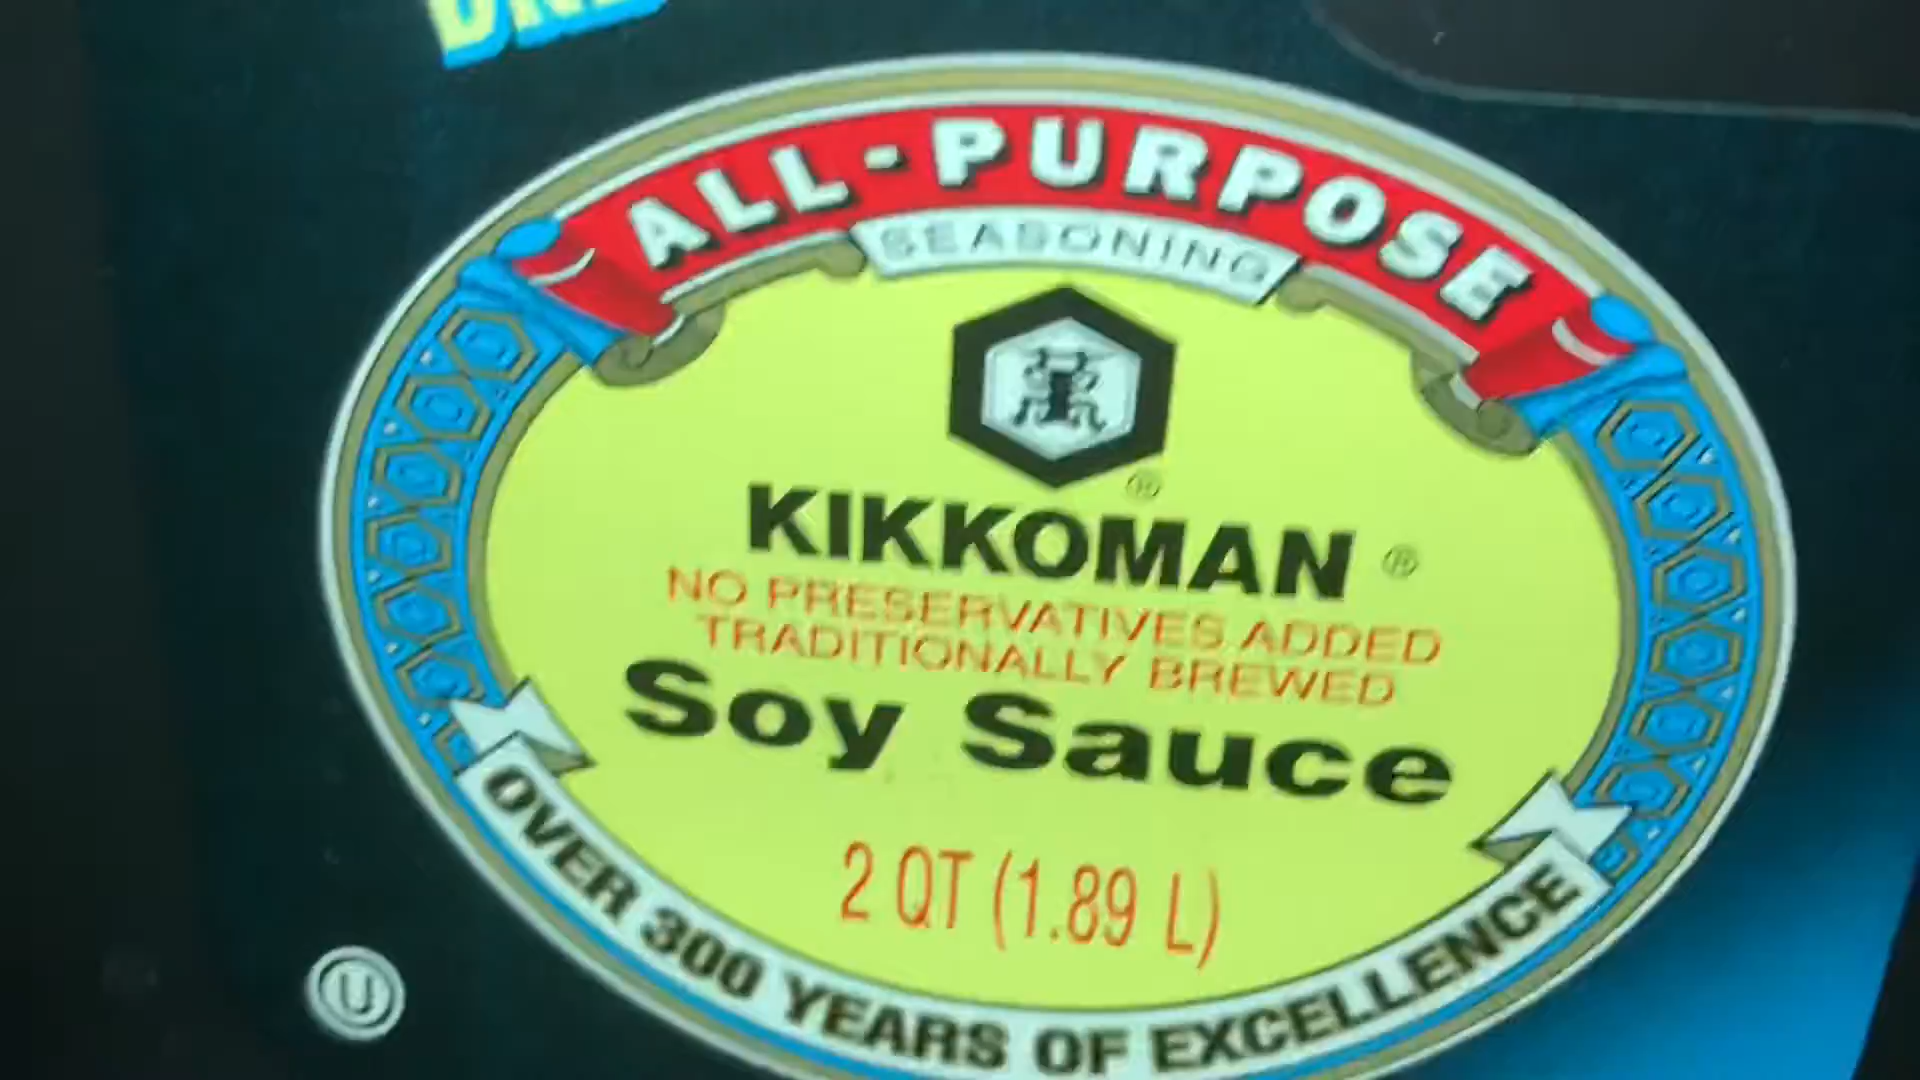 ALL-PURPOSE
SEASONING
®
KIKKOMAN ®
NO PRESERVATIVES ADDED
TRADITIONALLY BREWED
Soy Sauce
2 QT (1.89 L)
OVER 300 YEARS OF EXCELLENCE
U